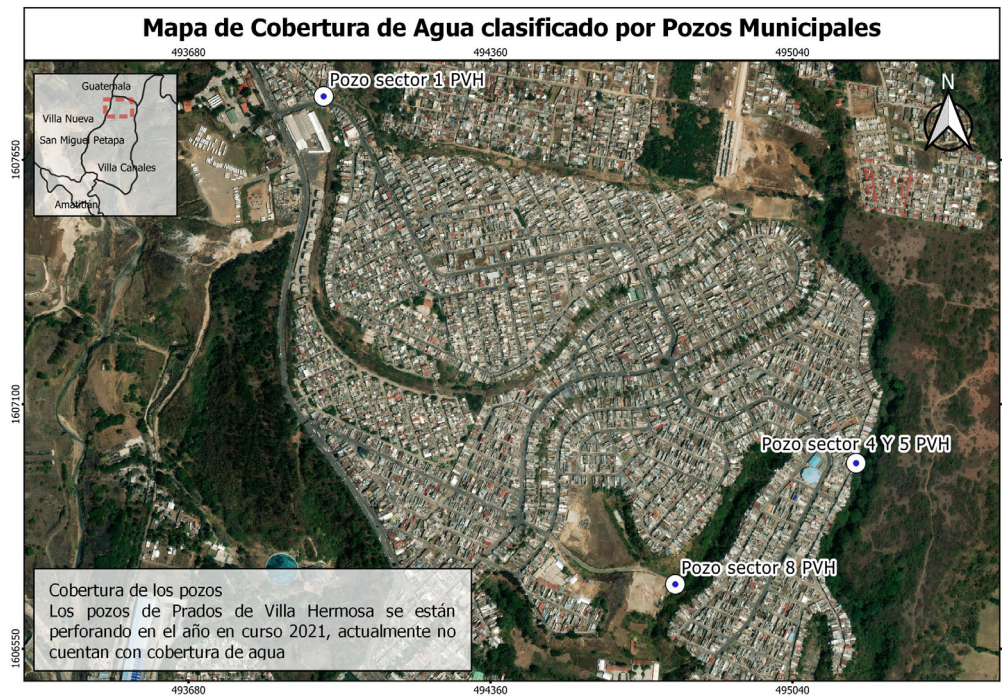 Mapa de Cobertura de Agua clasificado por Pozos Municipales
493680 494360 495040
Pozo sector 1 PVH
N
Guatemala
Villa Nueva
San Miguel Petapa
Villa Canales
Amatitlán
1607650
1607100
Pozo sector 4 Y 5 PVH
Pozo sector 8 PVH
Cobertura de los pozos
Los pozos de Prados de Villa Hermosa se están
perforando en el año en curso 2021, actualmente no
cuentan con cobertura de agua
1606550
493680 494360 495040